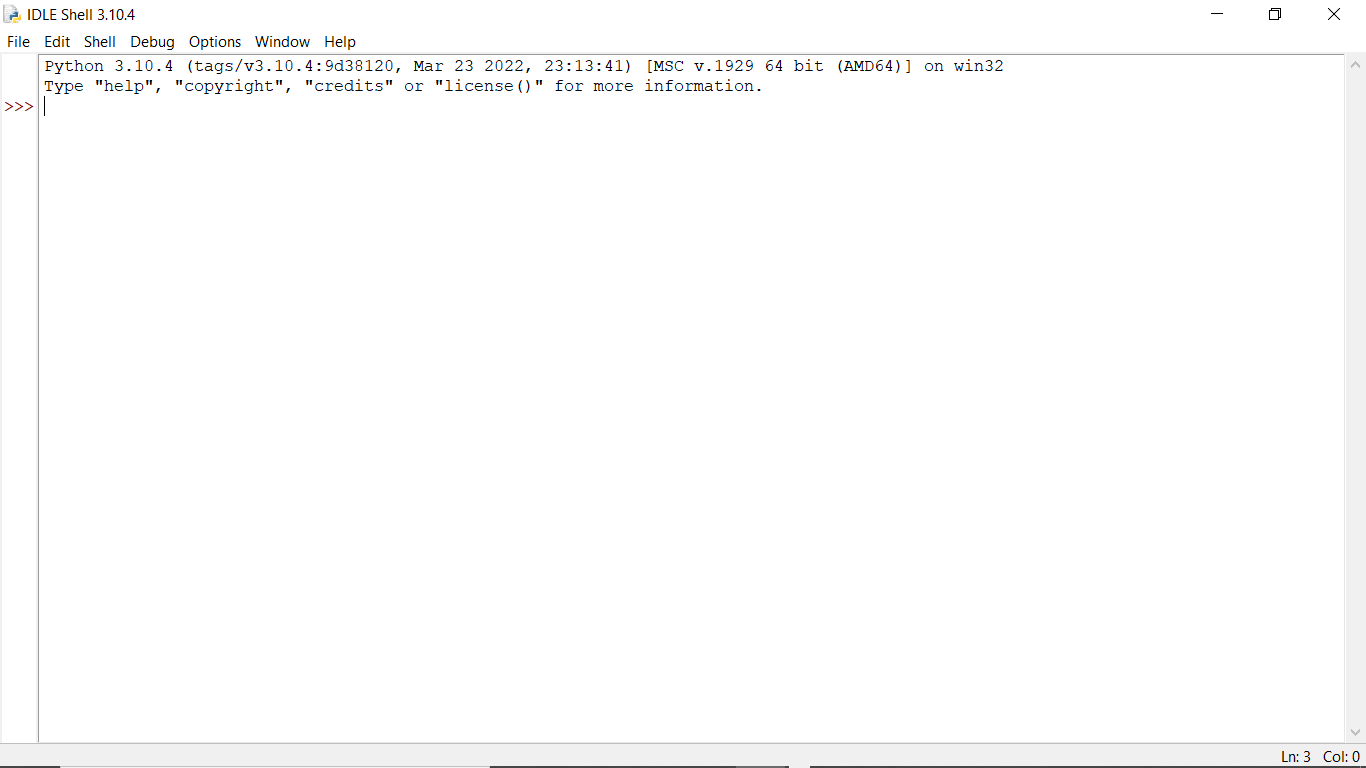 IDLE Shell 3.10.4
File Edit Shell Debug Options Window Help
Python 3.10.4 (tags/v3.10.4:9d38120, Mar 23 2022, 23:13:41) [MSC v.1929 64 bit (AMD64)] on win32
Type "help", "copyright", "credits" or "license()" for more information.
>>>
Ln: 3 Col: 0